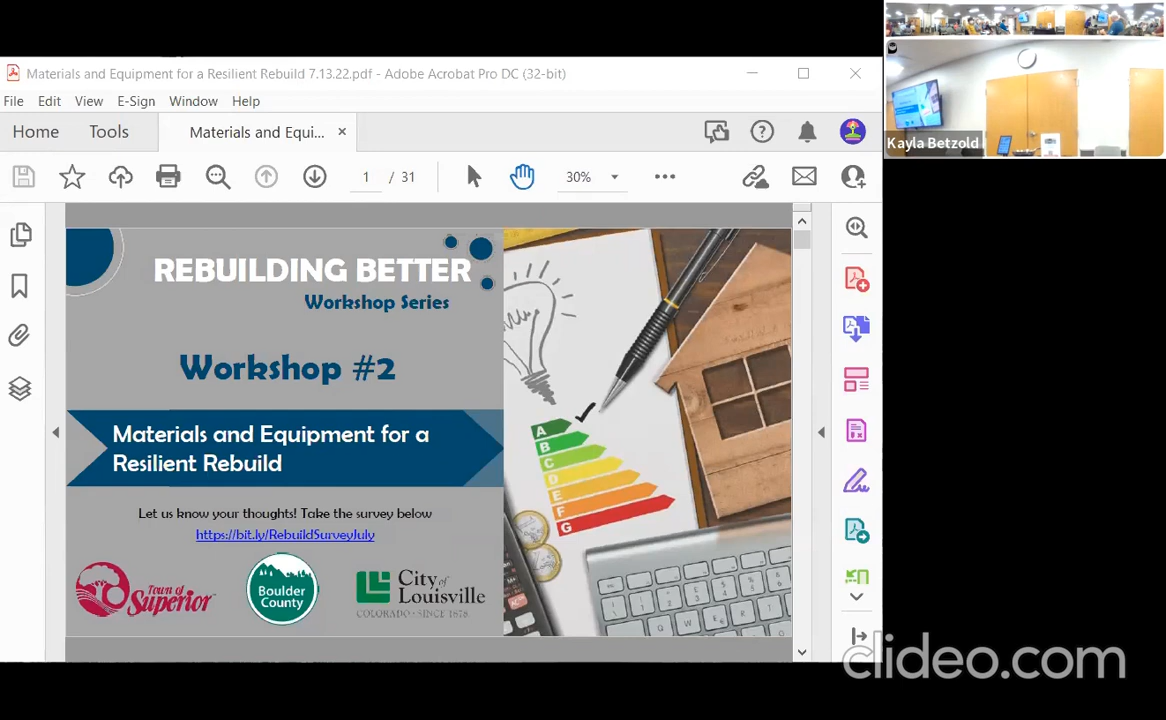 Materials and Equipment for a Resilient Rebuild 7.13.22.pdf - Adobe Acrobat Pro DC (32-bit)
File Edit View E-Sign Window Help
Home Tools Materials and Equi...
1 / 31 30%
Kayla Betzold
REBUILDING BETTER
Workshop Series
Workshop #2
Materials and Equipment for a
Resilient Rebuild
Let us know your thoughts! Take the survey below
https://bit.ly/RebuildSurveyJuly
Town of
Superior
Boulder
County
City of
Louisville
COLORADO · SINCE 1878
A
B
C
D
E
F
G
clideo.com